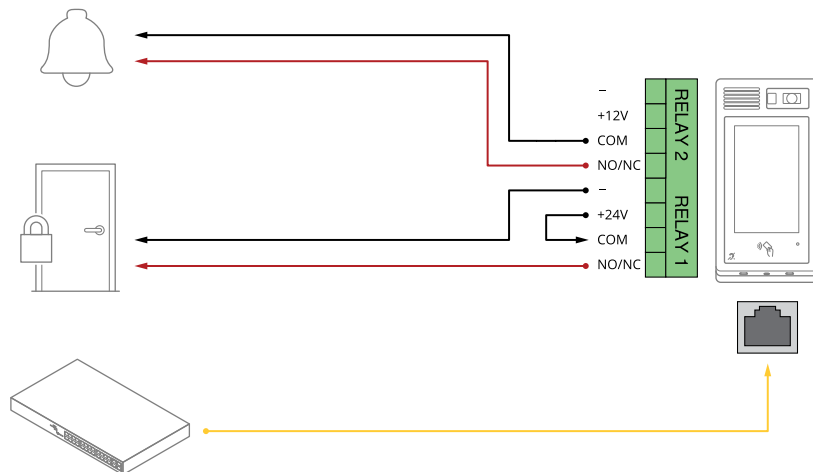 –
+12V
COM
NO/NC
–
+24V
COM
NO/NC
RELAY 2
RELAY 1